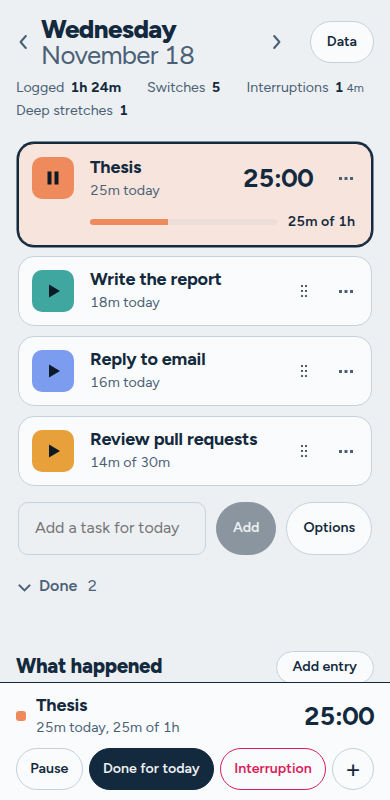 Wednesday
November 18
Data
Logged 1h 24m Switches 5 Interruptions 1 4m
Deep stretches 1
Thesis
25m today
25:00
25m of 1h
Write the report
18m today
Reply to email
16m today
Review pull requests
14m of 30m
Add a task for today
Add
Options
Done 2
What happened
Add entry
Thesis
25m today, 25m of 1h
25:00
Pause
Done for today
Interruption
+